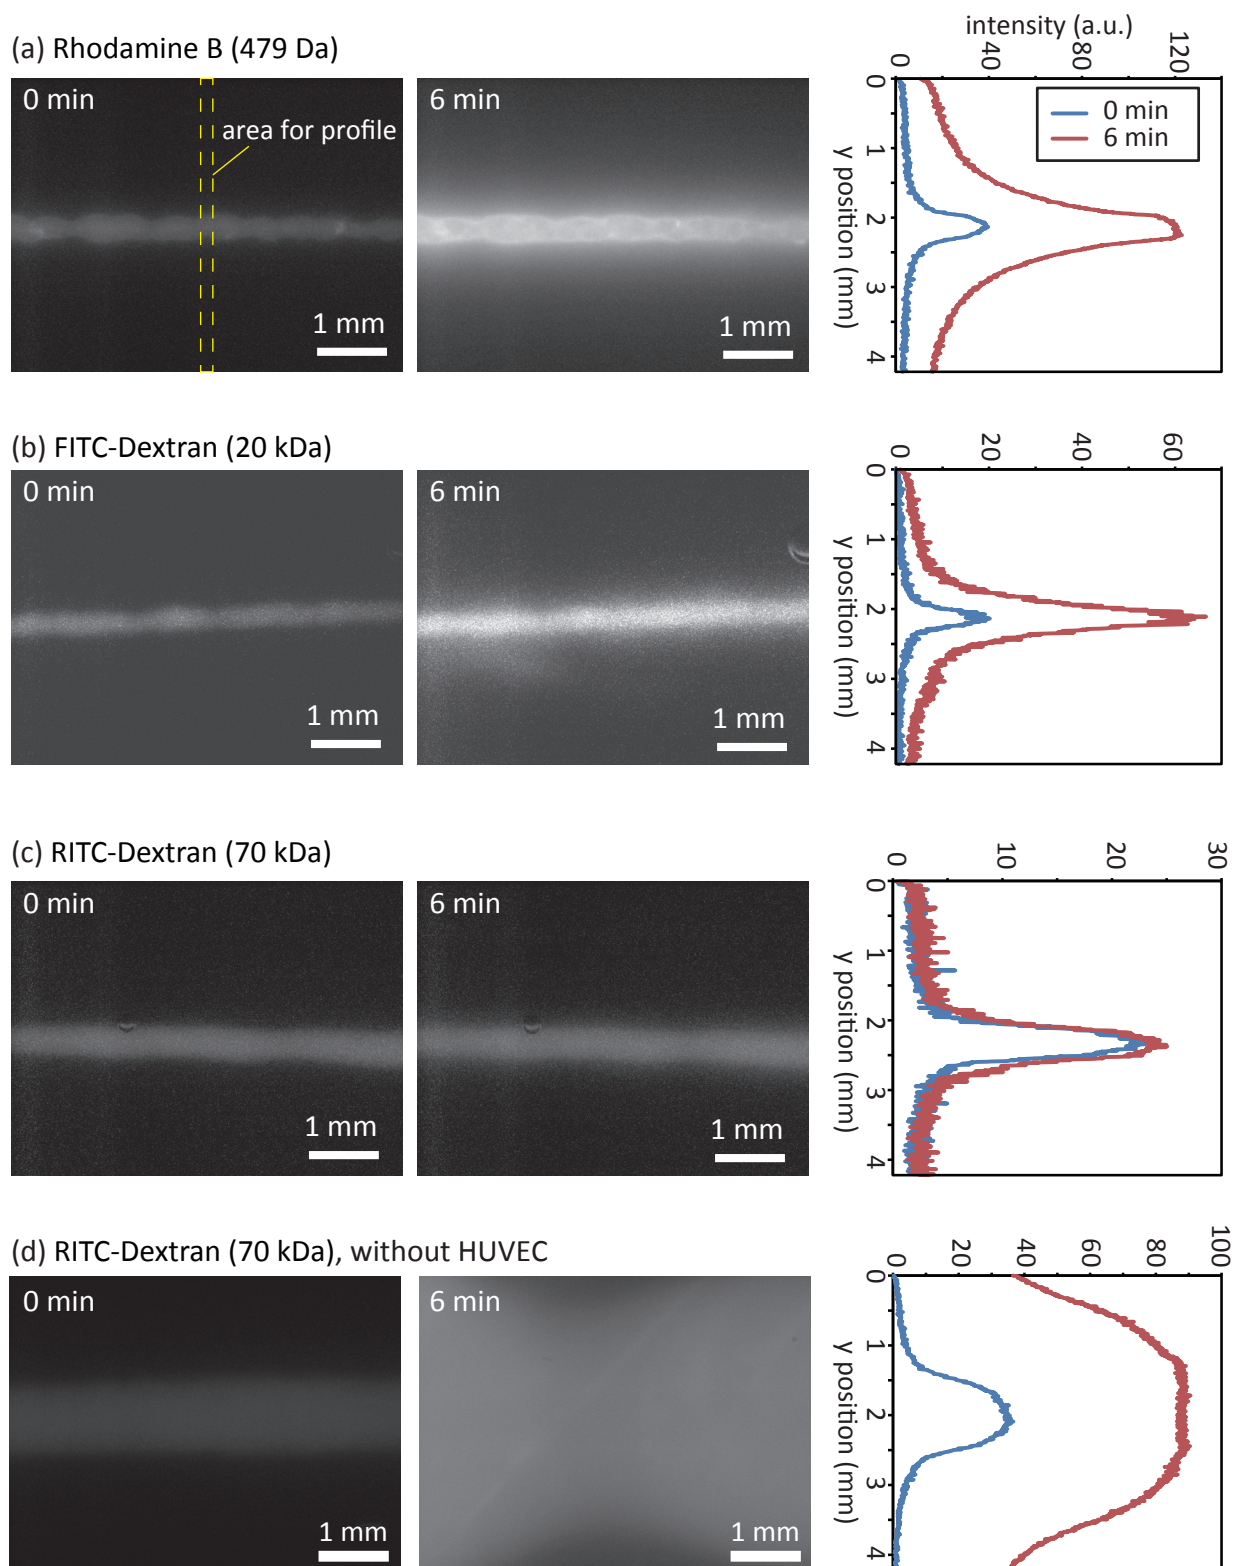 (a) Rhodamine B (479 Da)
0 min
area for profile
1 mm
6 min
1 mm
intensity (a.u.)
0 40 80 120
0 min
6 min
0 1 2 3 4
y position (mm)
(b) FITC-Dextran (20 kDa)
0 min
1 mm
6 min
1 mm
0 20 40 60
0 1 2 3 4
y position (mm)
(c) RITC-Dextran (70 kDa)
0 min
1 mm
6 min
1 mm
0 10 20 30
0 1 2 3 4
y position (mm)
(d) RITC-Dextran (70 kDa), without HUVEC
0 min
1 mm
6 min
1 mm
0 20 40 60 80 100
0 1 2 3 4
y position (mm)